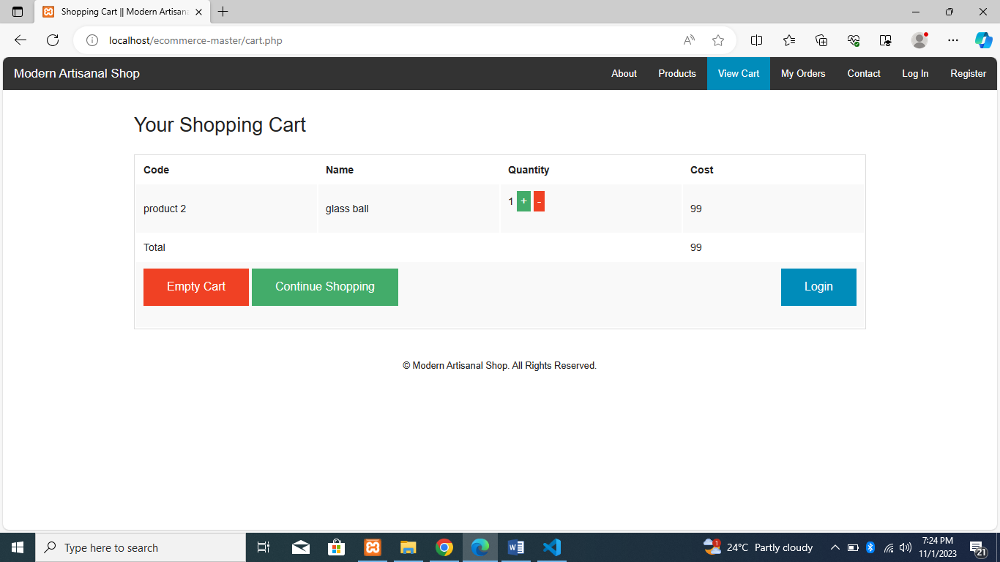 Shopping Cart || Modern Artisana
localhost/ecommerce-master/cart.php
Modern Artisanal Shop
About Products View Cart My Orders Contact Log In Register
Your Shopping Cart
Code Name Quantity Cost
product 2 glass ball 1 + - 99
Total 99
Empty Cart Continue Shopping Login
© Modern Artisanal Shop. All Rights Reserved.
Type here to search
1
24°C Partly cloudy
7:24 PM
11/1/2023
21